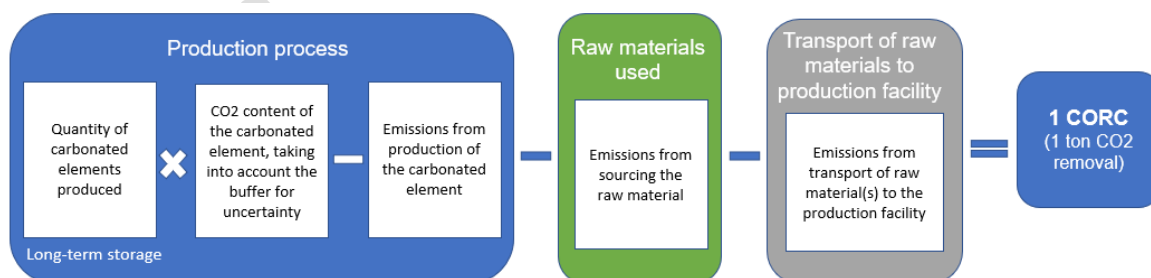 Production process
Quantity of
carbonated
elements
produced
×
CO2 content of
the carbonated
element, taking
into account the
buffer for
uncertainty
–
Emissions from
production of
the carbonated
element
Long-term storage
–
Raw materials
used
Emissions from
sourcing the
raw material
–
Transport of raw
materials to
production facility
Emissions from
transport of raw
material(s) to the
production facility
=
1 CORC
(1 ton CO2
removal)